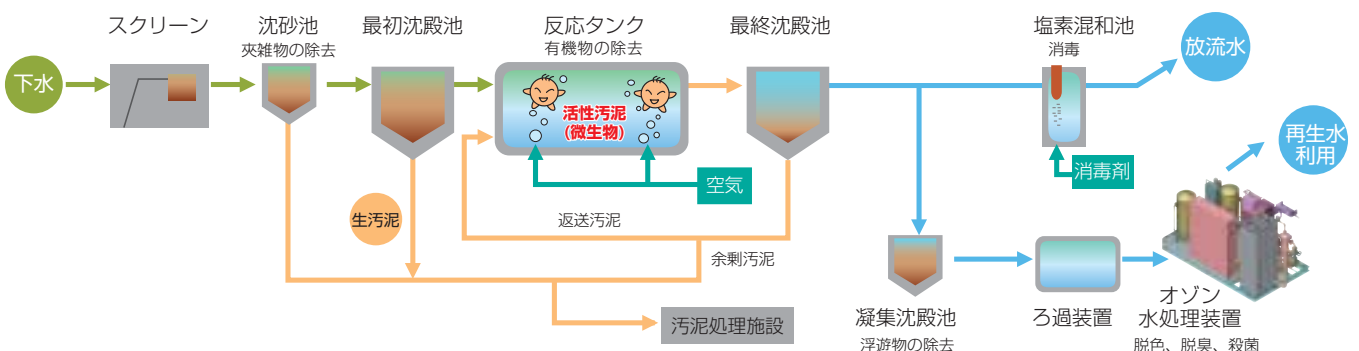 スクリーン
沈砂池
夾雑物の除去
最初沈殿池
反応タンク
有機物の除去
最終沈殿池
塩素混和池
消毒
放流水
下水
活性汚泥
(微生物)
再生水
利用
消毒剤
空気
生汚泥
返送汚泥
余剰汚泥
汚泥処理施設
凝集沈殿池
浮遊物の除去
ろ過装置
オゾン
水処理装置
脱色、脱臭、殺菌